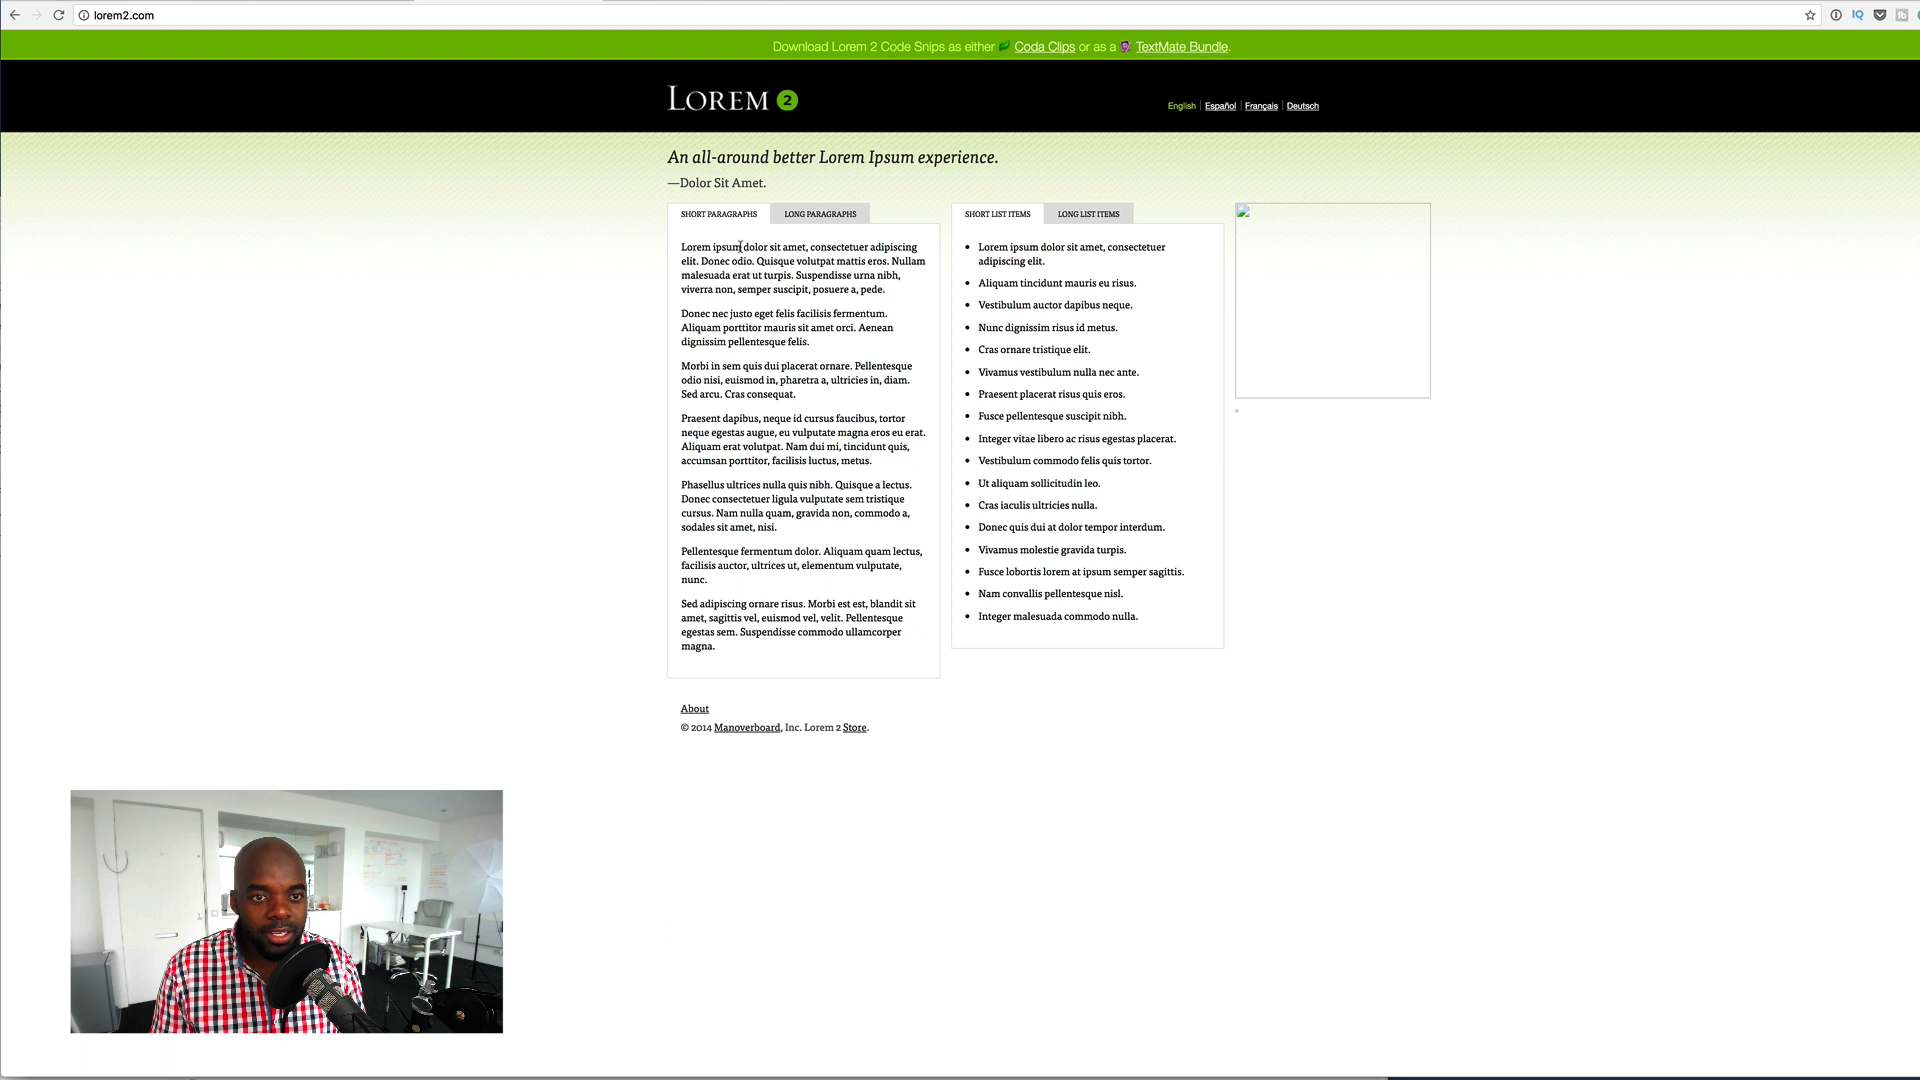 lorem2.com
IQ
Download Lorem 2 Code Snips as either Coda Clips or as a TextMate Bundle.
LOREM 2
English Español Français Deutsch
An all-around better Lorem Ipsum experience.
—Dolor Sit Amet.
SHORT PARAGRAPHS LONG PARAGRAPHS
Lorem ipsum dolor sit amet, consectetuer adipiscing
elit. Donec odio. Quisque volutpat mattis eros. Nullam
malesuada erat ut turpis. Suspendisse urna nibh,
viverra non, semper suscipit, posuere a, pede.
Donec nec justo eget felis facilisis fermentum.
Aliquam porttitor mauris sit amet orci. Aenean
dignissim pellentesque felis.
Morbi in sem quis dui placerat ornare. Pellentesque
odio nisi, euismod in, pharetra a, ultricies in, diam.
Sed arcu. Cras consequat.
Praesent dapibus, neque id cursus faucibus, tortor
neque egestas augue, eu vulputate magna eros eu erat.
Aliquam erat volutpat. Nam dui mi, tincidunt quis,
accumsan porttitor, facilisis luctus, metus.
Phasellus ultrices nulla quis nibh. Quisque a lectus.
Donec consectetuer ligula vulputate sem tristique
cursus. Nam nulla quam, gravida non, commodo a,
sodales sit amet, nisi.
Pellentesque fermentum dolor. Aliquam quam lectus,
facilisis auctor, ultrices ut, elementum vulputate,
nunc.
Sed adipiscing ornare risus. Morbi est est, blandit sit
amet, sagittis vel, euismod vel, velit. Pellentesque
egestas sem. Suspendisse commodo ullamcorper
magna.
SHORT LIST ITEMS LONG LIST ITEMS
• Lorem ipsum dolor sit amet, consectetuer
adipiscing elit.
• Aliquam tincidunt mauris eu risus.
• Vestibulum auctor dapibus neque.
• Nunc dignissim risus id metus.
• Cras ornare tristique elit.
• Vivamus vestibulum nulla nec ante.
• Praesent placerat risus quis eros.
• Fusce pellentesque suscipit nibh.
• Integer vitae libero ac risus egestas placerat.
• Vestibulum commodo felis quis tortor.
• Ut aliquam sollicitudin leo.
• Cras iaculis ultricies nulla.
• Donec quis dui at dolor tempor interdum.
• Vivamus molestie gravida turpis.
• Fusce lobortis lorem at ipsum semper sagittis.
• Nam convallis pellentesque nisl.
• Integer malesuada commodo nulla.
About
© 2014 Manoverboard, Inc. Lorem 2 Store.